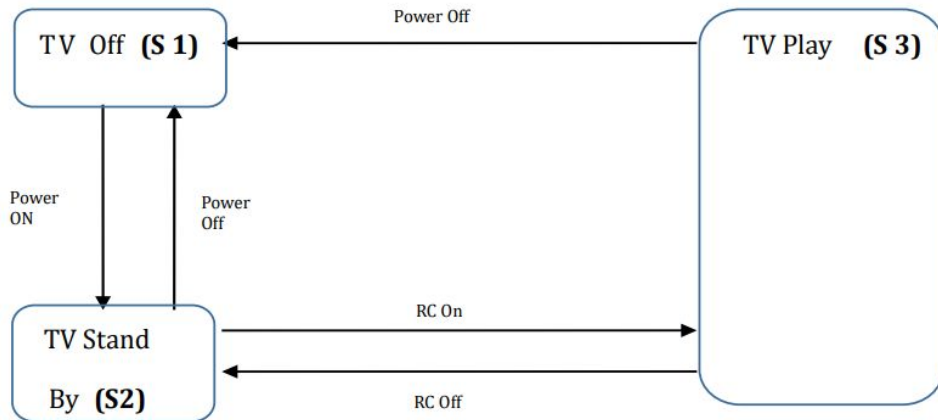 Power Off
TV Off (S 1)
TV Play (S 3)
Power
ON
Power
Off
TV Stand
By (S2)
RC On
RC Off